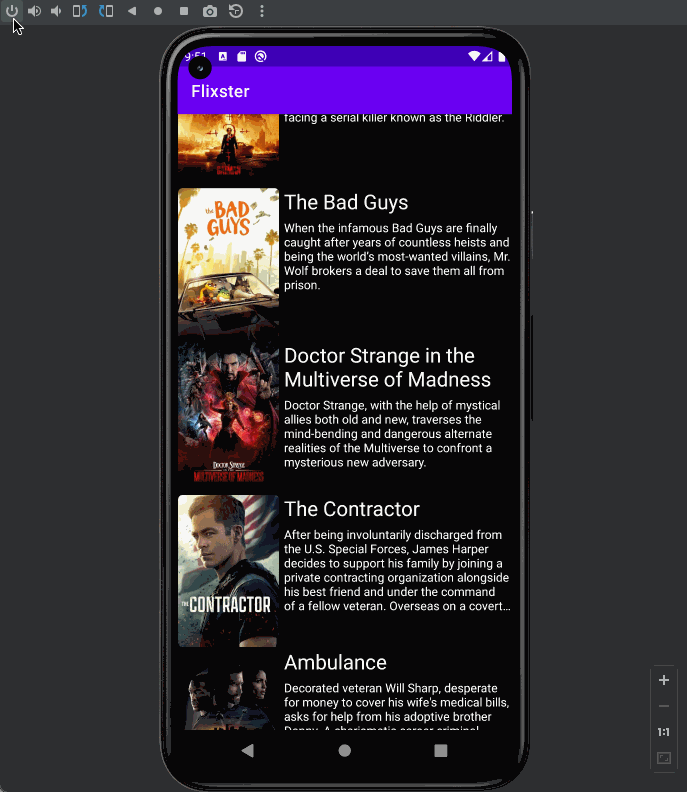 9:51
Flixster
facing a serial killer known as the Riddler.
the BAD
GUYS
The Bad Guys
When the infamous Bad Guys are finally
caught after years of countless heists and
being the world's most-wanted villains, Mr.
Wolf brokers a deal to save them all from
prison.
DOCTOR STRANGE
MULTIVERSE OF MADNESS
Doctor Strange in the
Multiverse of Madness
Doctor Strange, with the help of mystical
allies both old and new, traverses the
mind-bending and dangerous alternate
realities of the Multiverse to confront a
mysterious new adversary.
THE CONTRACTOR
The Contractor
After being involuntarily discharged from
the U.S. Special Forces, James Harper
decides to support his family by joining a
private contracting organization alongside
his best friend and under the command
of a fellow veteran. Overseas on a covert…
Ambulance
Decorated veteran Will Sharp, desperate
for money to cover his wife's medical bills,
asks for help from his adoptive brother
Danny. A charismatic career criminal,
1:1